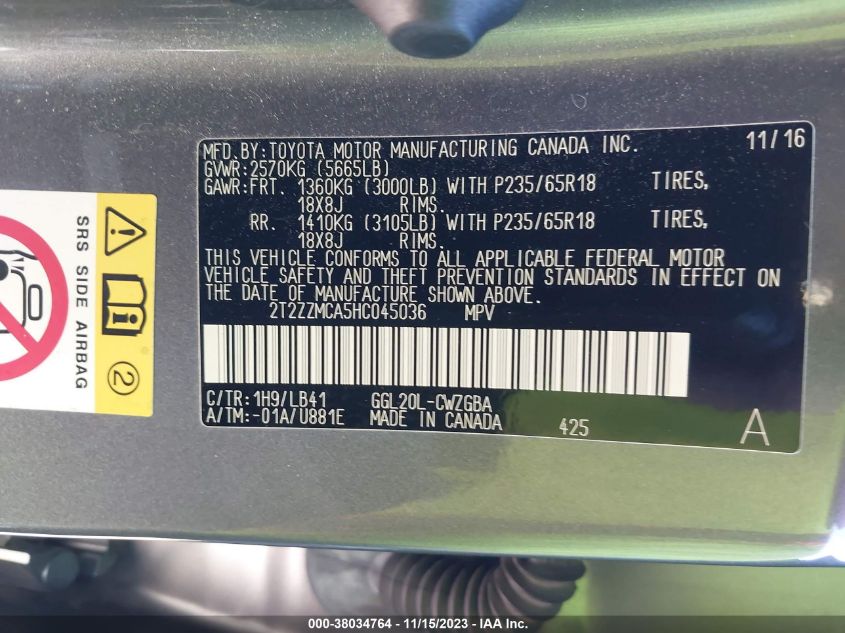 MFD.BY:TOYOTA MOTOR MANUFACTURING CANADA INC. 11/16
GVWR:2570KG (5665LB)
GAWR:FRT. 1360KG (3000LB) WITH P235/65R18 TIRES,
18X8J RIMS.
RR. 1410KG (3105LB) WITH P235/65R18 TIRES,
18X8J RIMS.
THIS VEHICLE CONFORMS TO ALL APPLICABLE FEDERAL MOTOR
VEHICLE SAFETY AND THEFT PREVENTION STANDARDS IN EFFECT ON
THE DATE OF MANUFACTURE SHOWN ABOVE.
2T2ZZMCA5HC045036 MPV
C/TR:1H9/LB41 GGL20L-CWZGBA
A/TM:-01A/U881E MADE IN CANADA 425 A
SRS SIDE AIRBAG
2
000-38034764 - 11/15/2023 - IAA Inc.